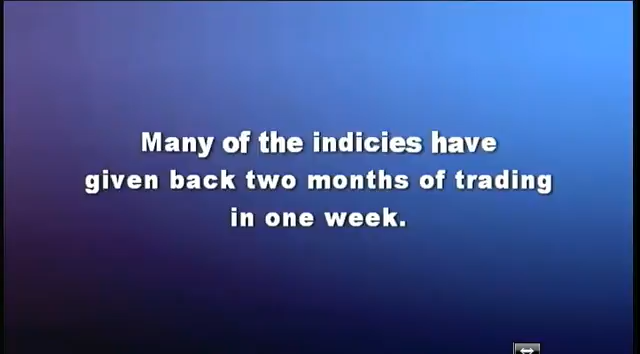 Many of the indicies have
given back two months of trading
in one week.